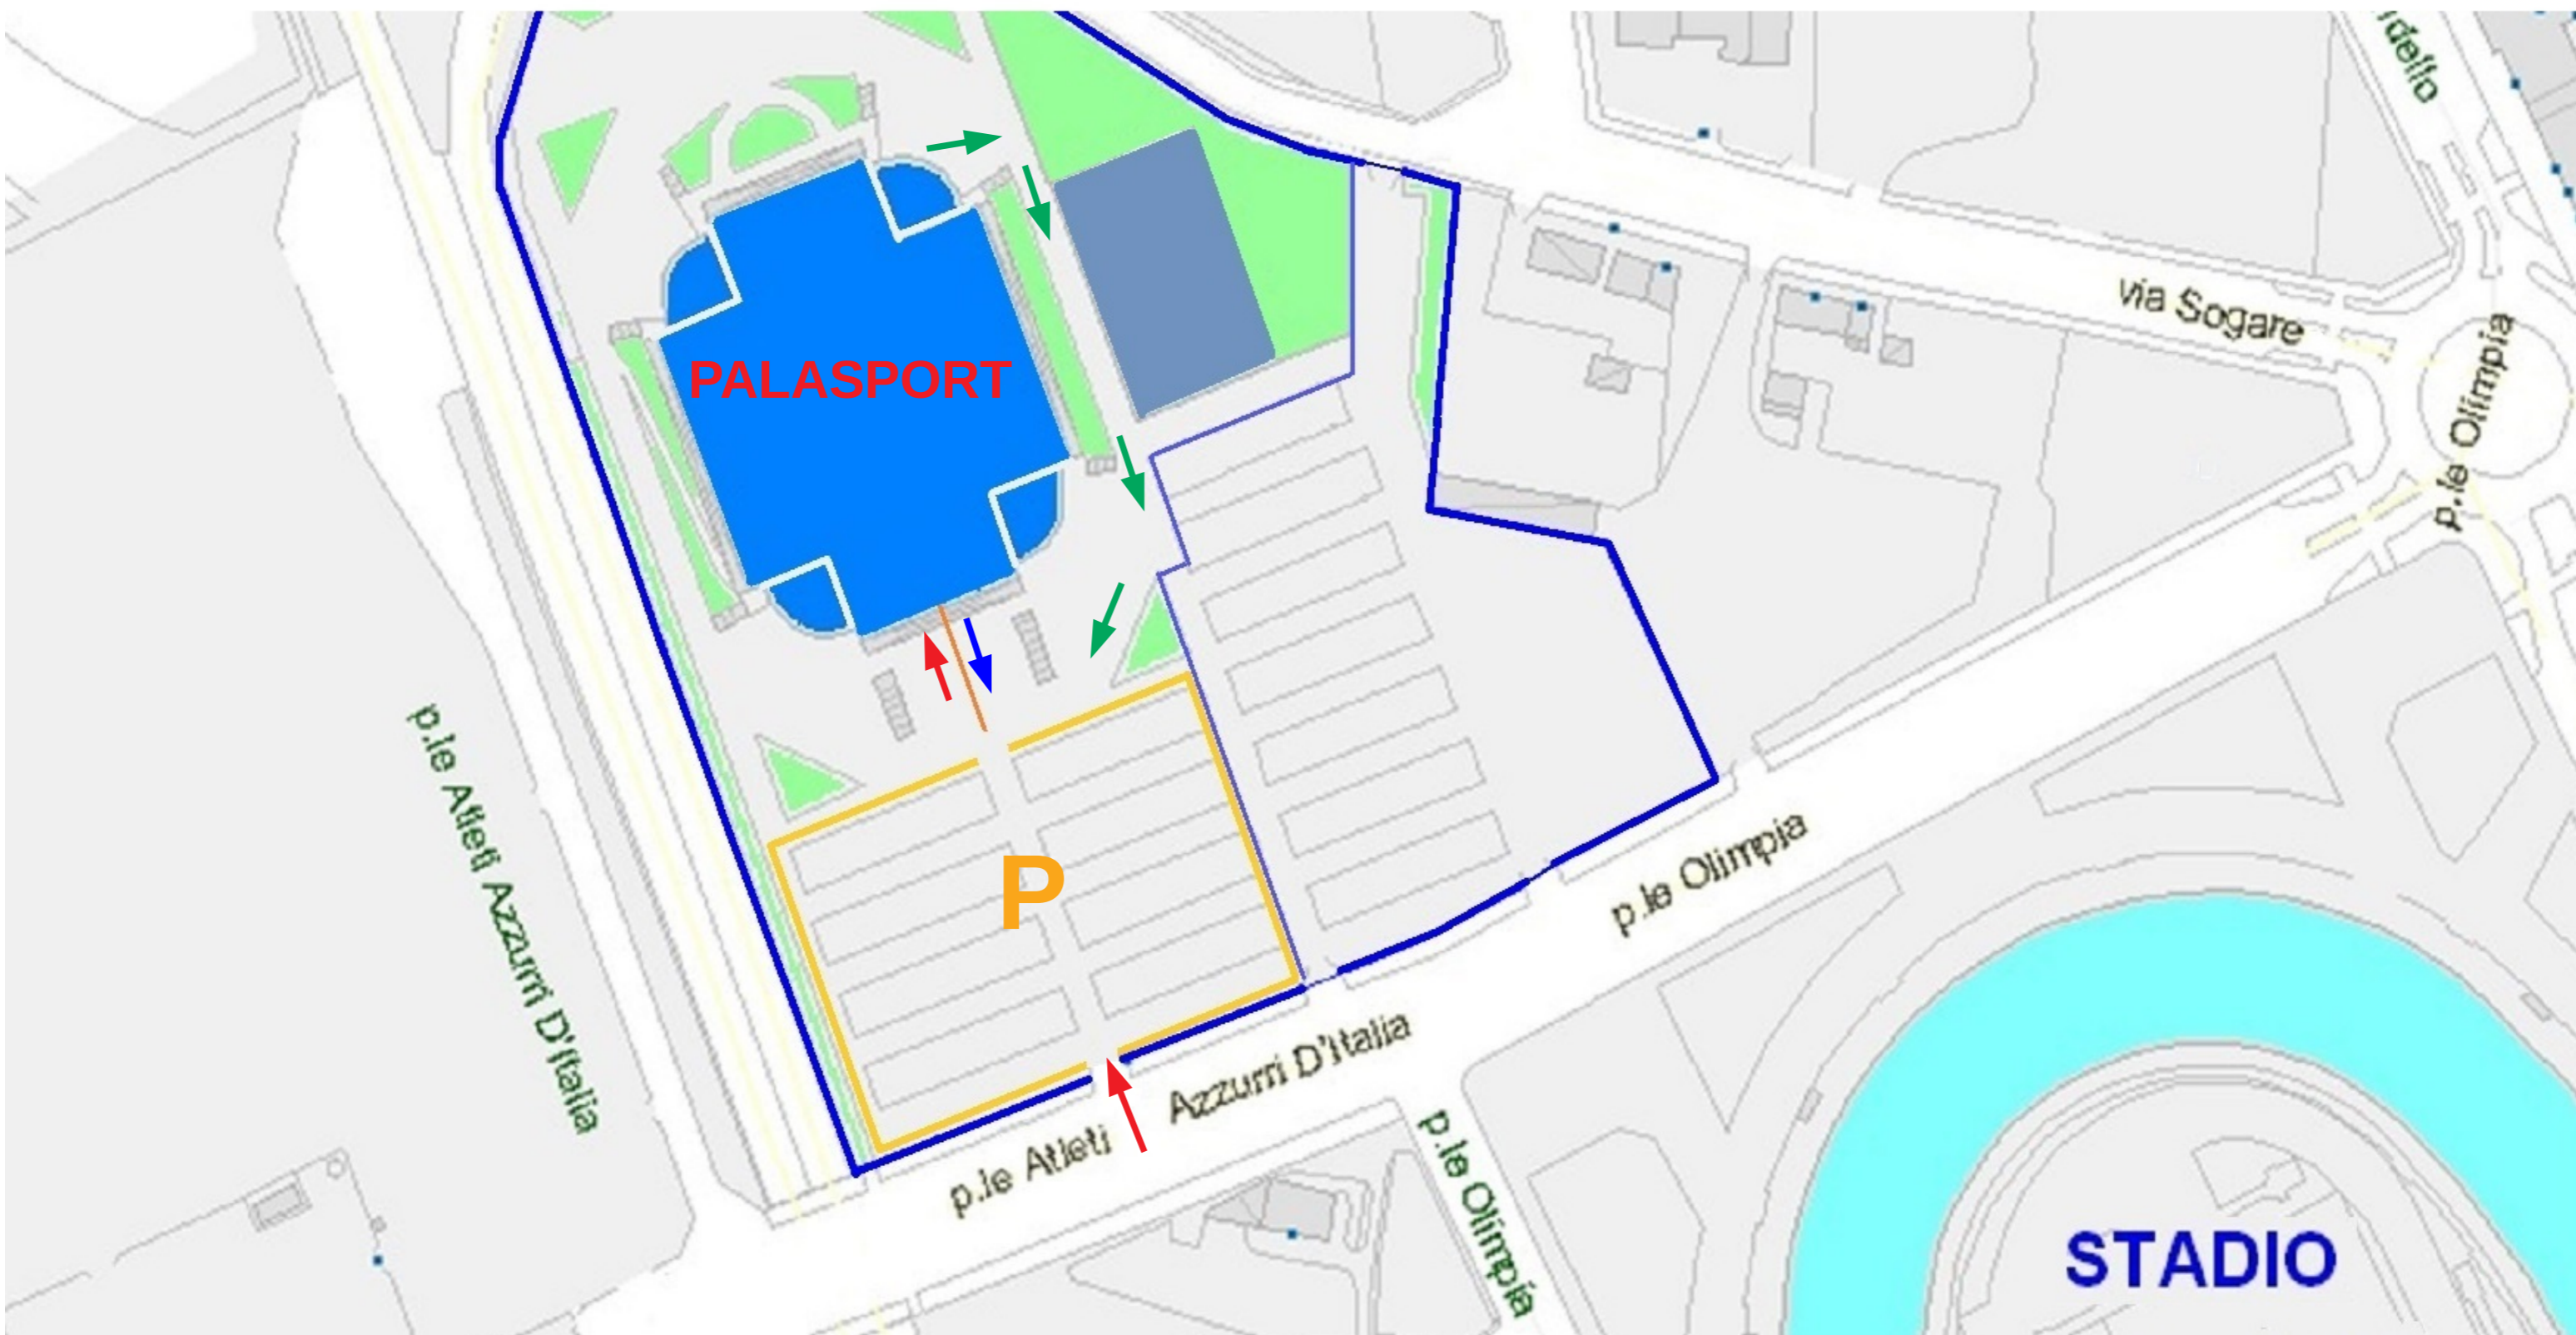 via Sogare
p.le Olimpia
PALASPORT
p.le Atleti Azzurri D'Italia
P
p.le Olimpia
p.le Atleti
Azzurri D'Italia
p.le Olimpia
STADIO